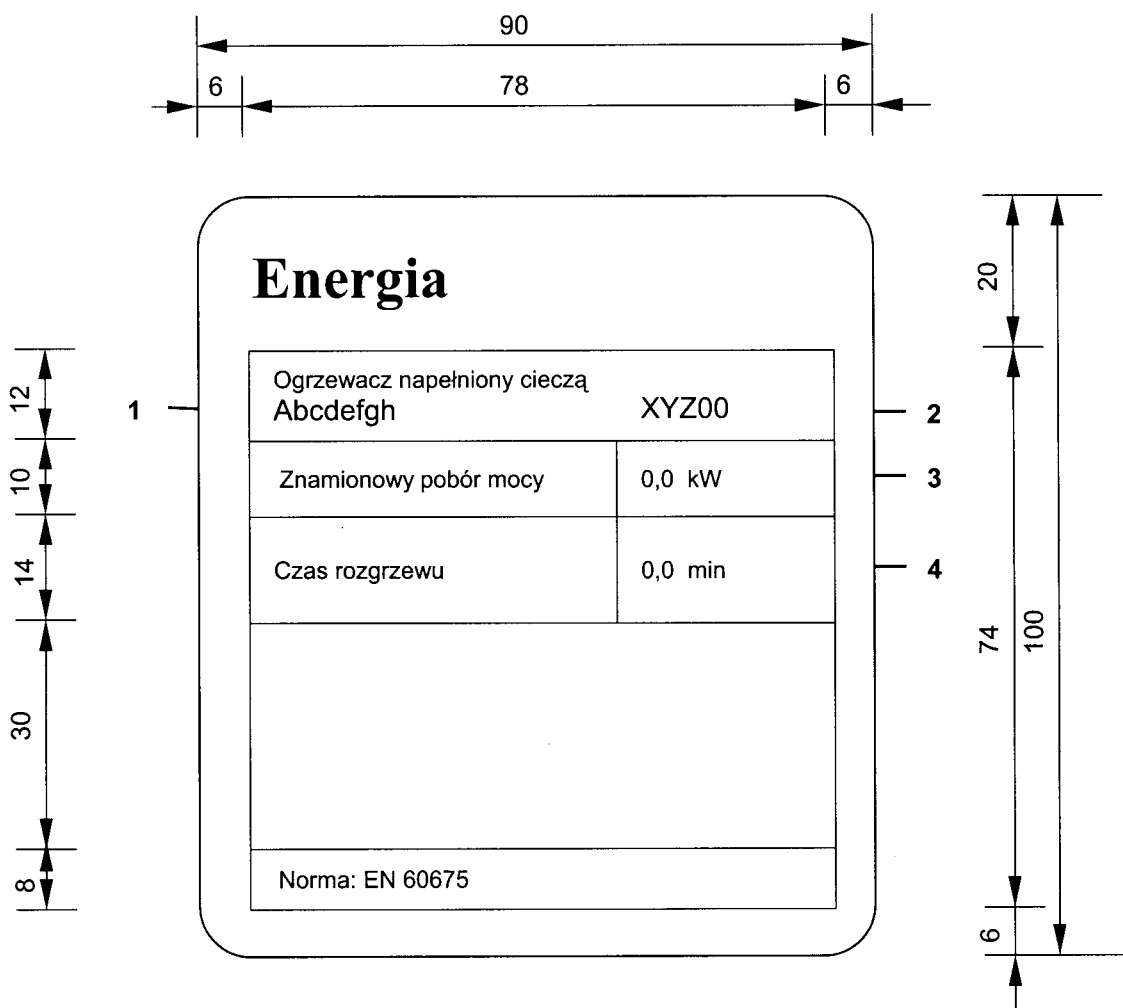 90
6 78 6
Energia
20
12
1
Ogrzewacz napełniony cieczą
Abcdefgh XYZ00
2
10
Znamionowy pobór mocy 0,0 kW
3
14
Czas rozgrzewu 0,0 min
4
74
100
30
8
Norma: EN 60675
6